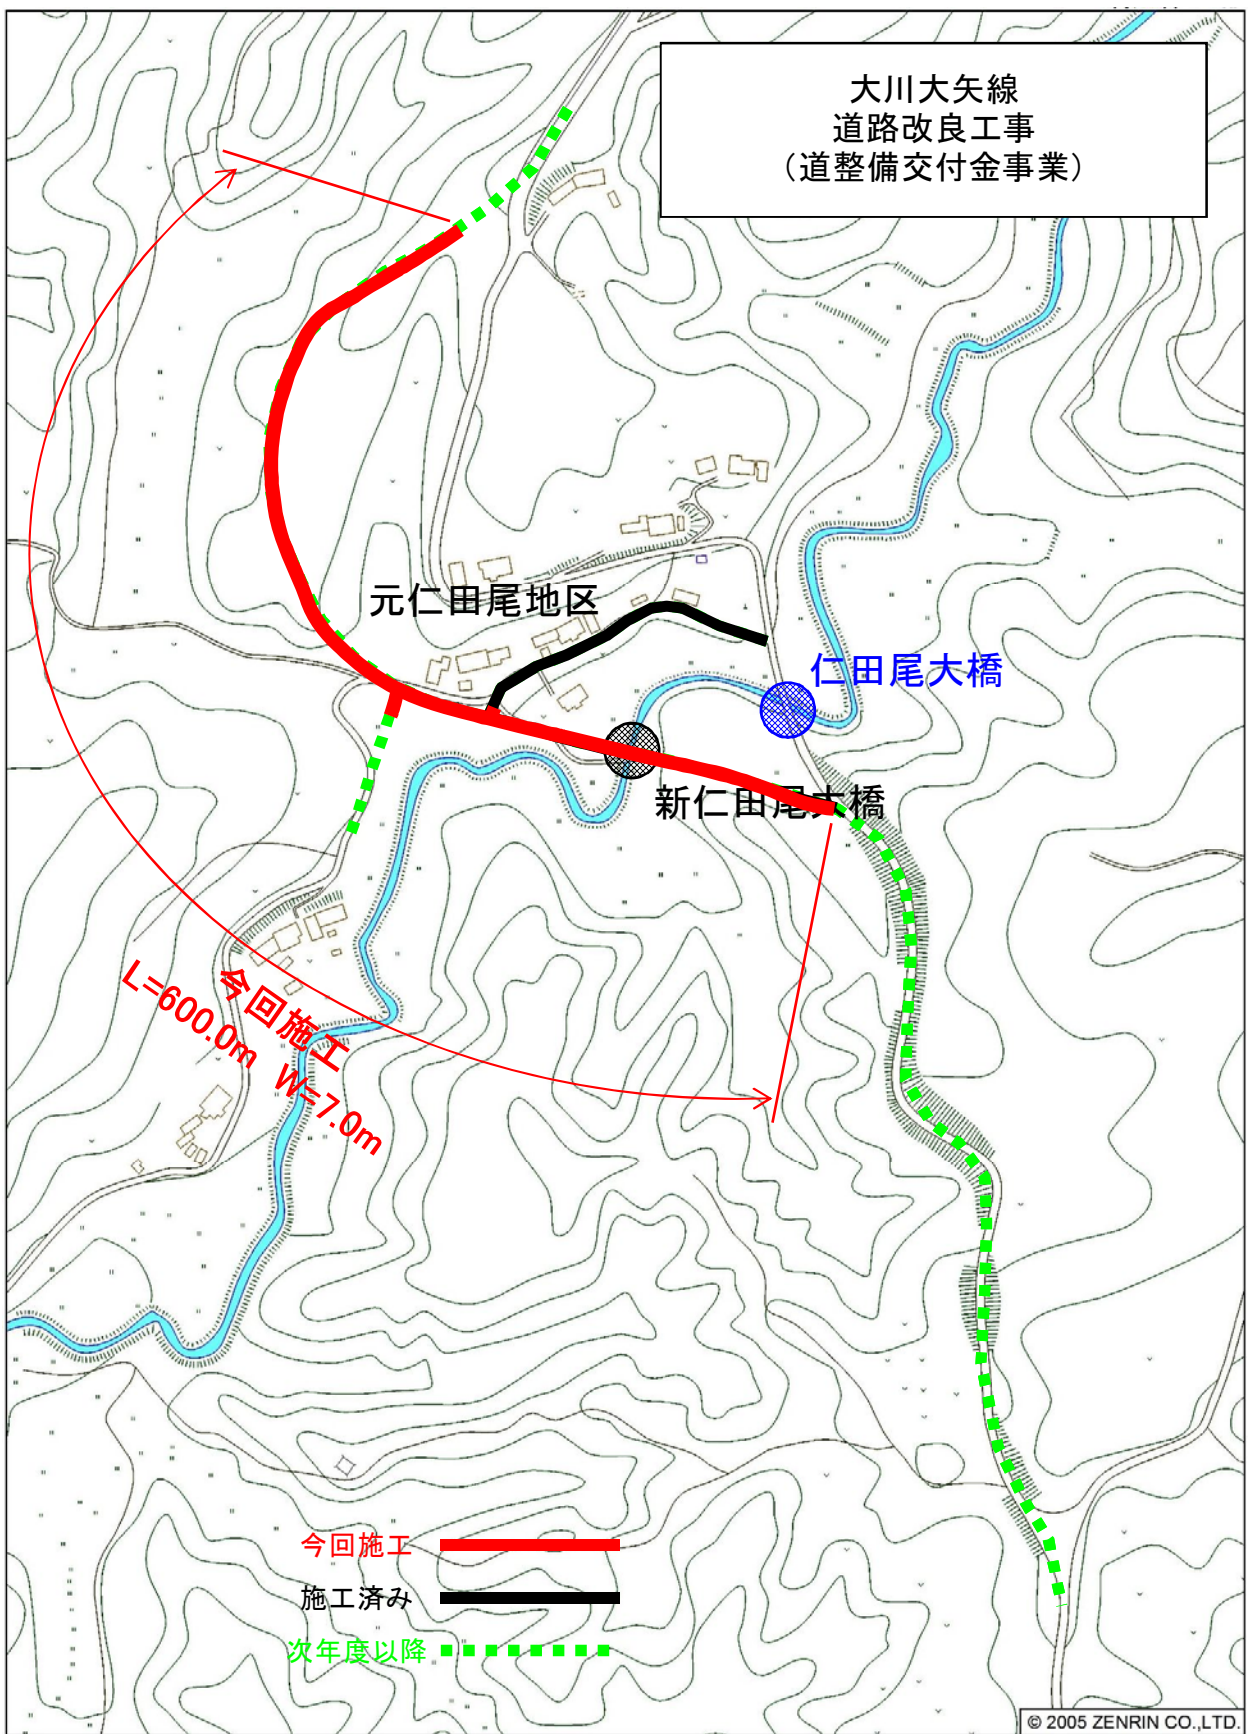 大川大矢線
道路改良工事
（道整備交付金事業）
元仁田尾地区
仁田尾大橋
新仁田尾大橋
今回施工
L=600.0m W=7.0m
今回施工
施工済み
次年度以降
© 2005 ZENRIN CO.,LTD.